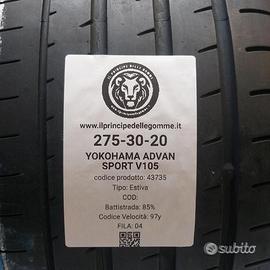 IL PRINCIPE DELLE GOMME
www.ilprincipedellegomme.it
275-30-20
YOKOHAMA ADVAN
SPORT V105
codice prodotto: 43735
Tipo: Estiva
COD:
Battistrada: 85%
Codice Velocità: 97y
FILA: 04
subito